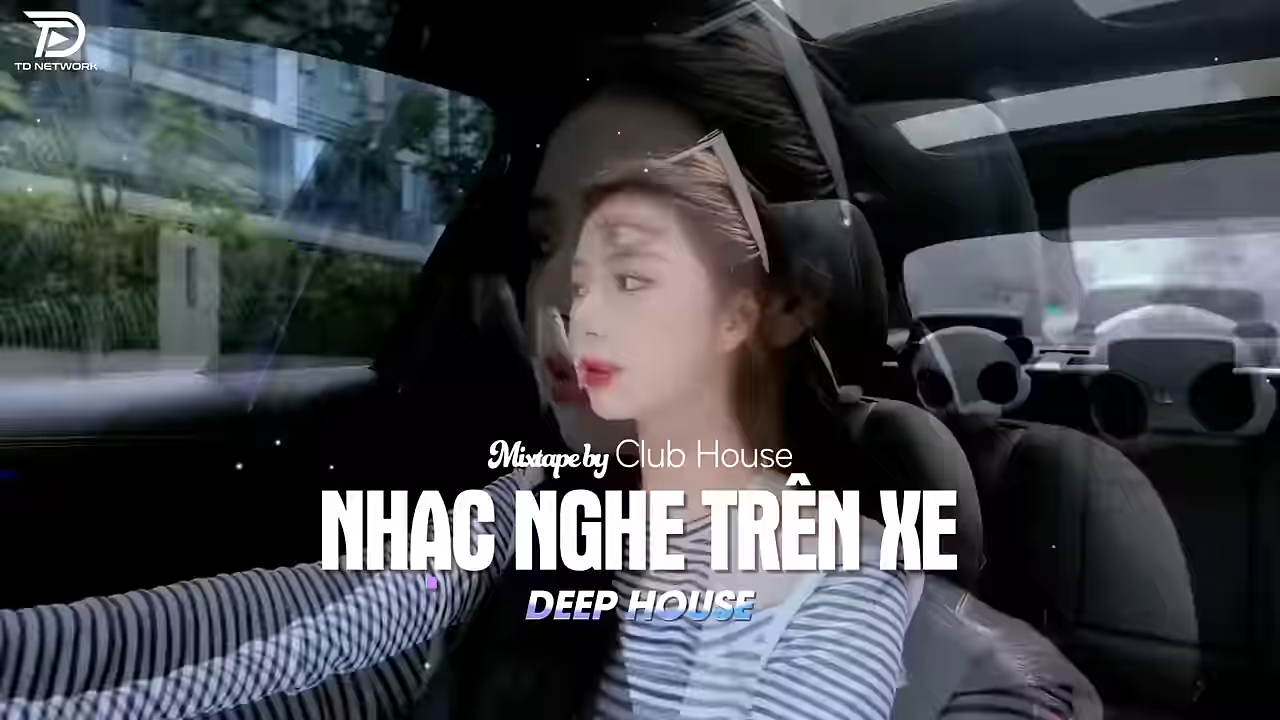 TD NETWORK
Mixtape by Club House
NHẠC NGHE TRÊN XE
DEEP HOUSE